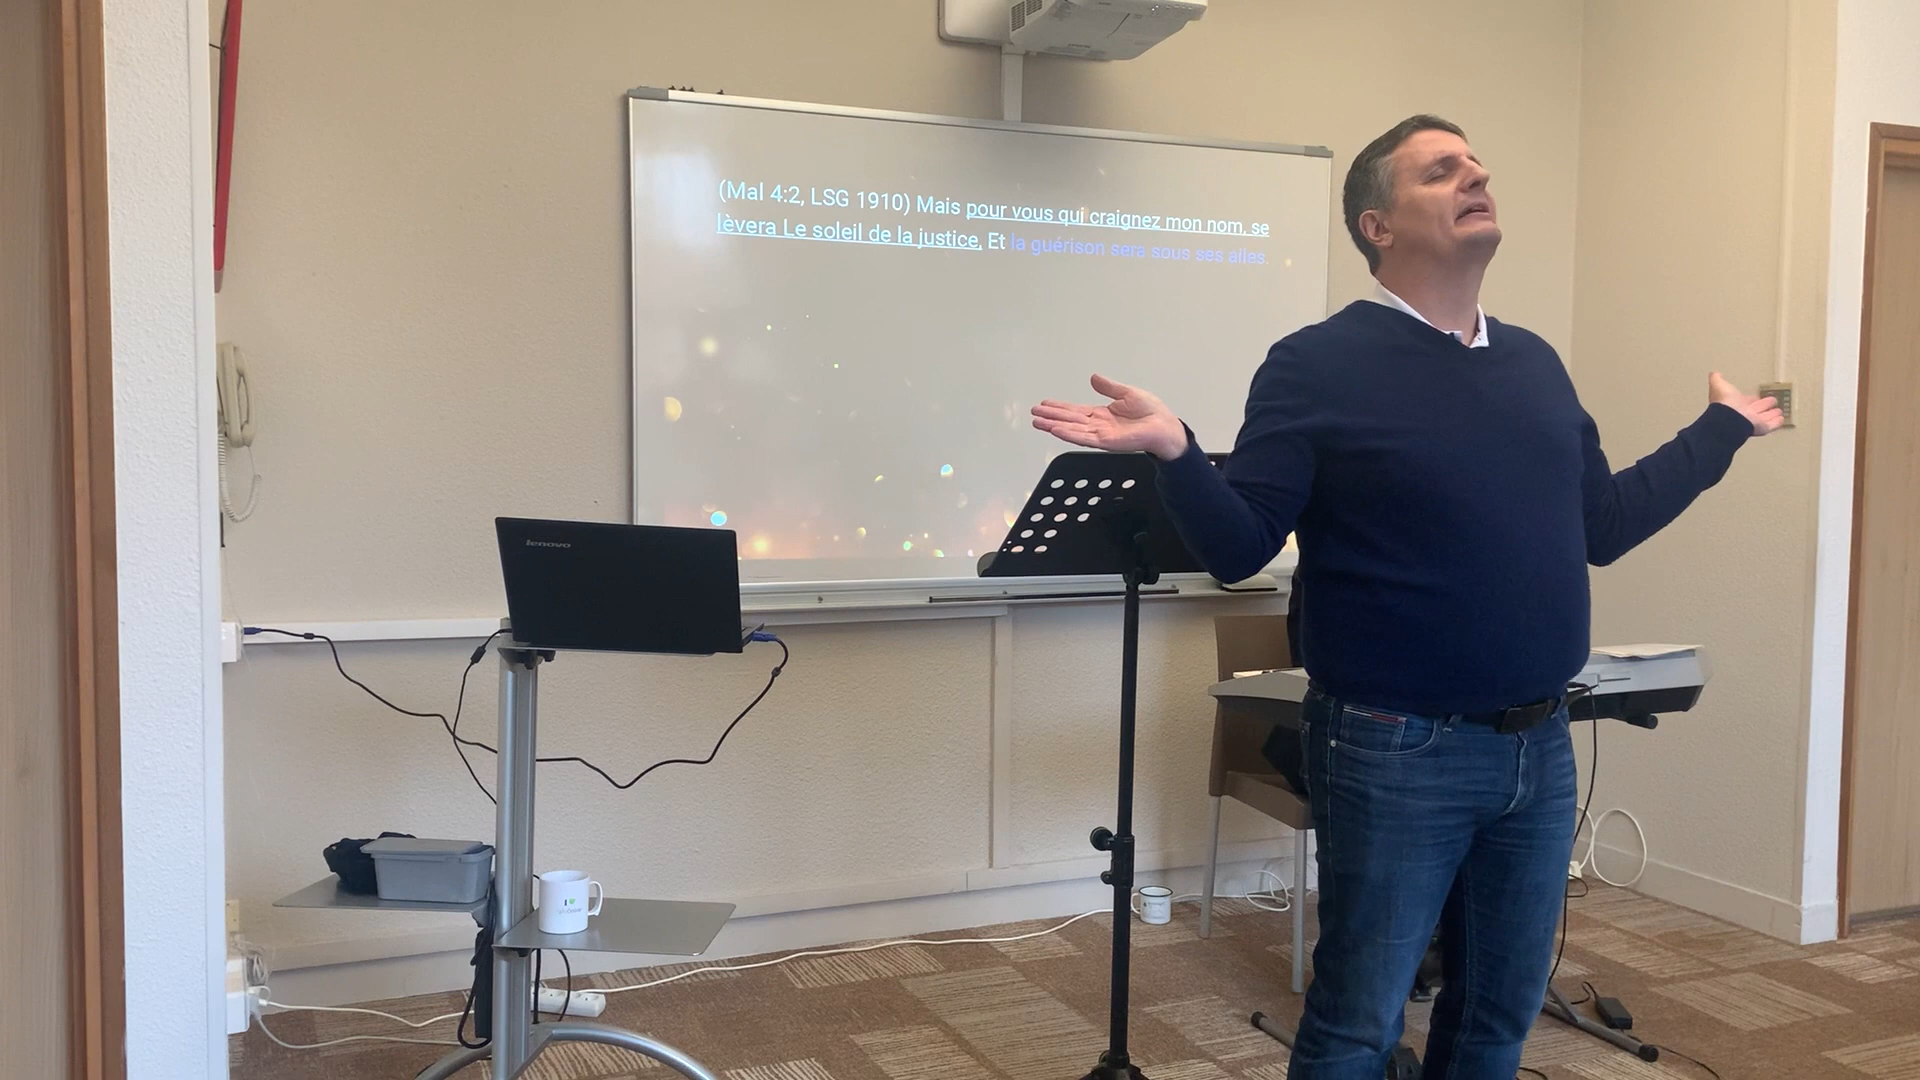 (Mal 4:2, LSG 1910) Mais pour vous qui craignez mon nom, se
lèvera Le soleil de la justice, Et la guérison sera sous ses ailes.
lenovo
I